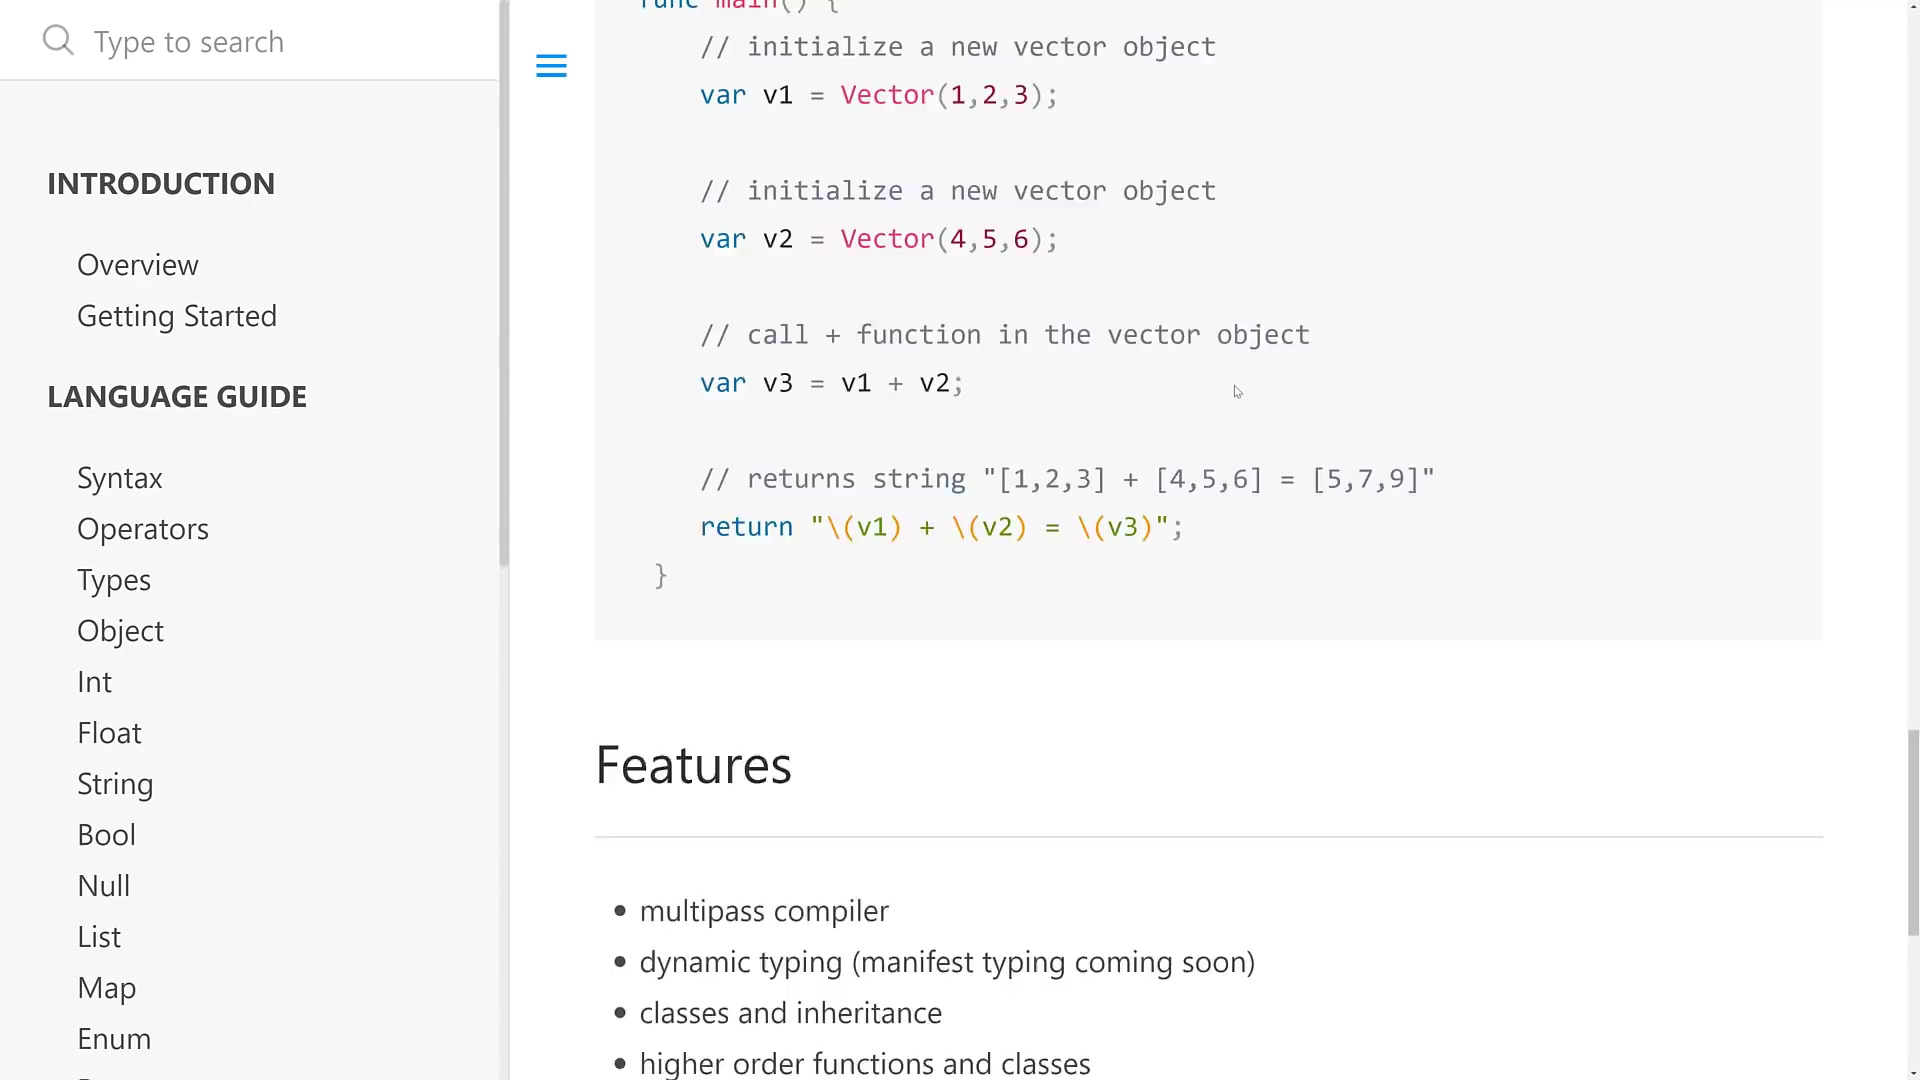 Type to search
INTRODUCTION
Overview
Getting Started
LANGUAGE GUIDE
Syntax
Operators
Types
Object
Int
Float
String
Bool
Null
List
Map
Enum
func main() {
// initialize a new vector object
var v1 = Vector(1,2,3);
// initialize a new vector object
var v2 = Vector(4,5,6);
// call + function in the vector object
var v3 = v1 + v2;
// returns string "[1,2,3] + [4,5,6] = [5,7,9]"
return "\(v1) + \(v2) = \(v3)";
}
Features
• multipass compiler
• dynamic typing (manifest typing coming soon)
• classes and inheritance
• higher order functions and classes